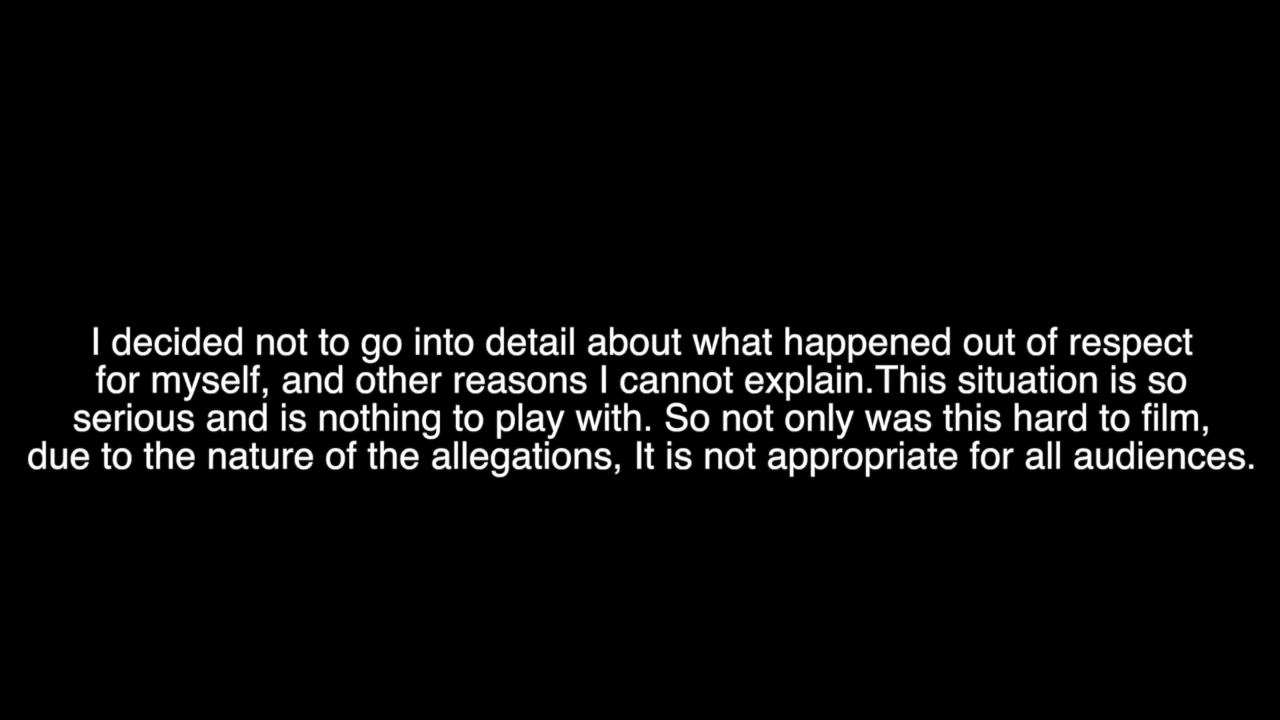 I decided not to go into detail about what happened out of respect
for myself, and other reasons I cannot explain.This situation is so
serious and is nothing to play with. So not only was this hard to film,
due to the nature of the allegations, It is not appropriate for all audiences.